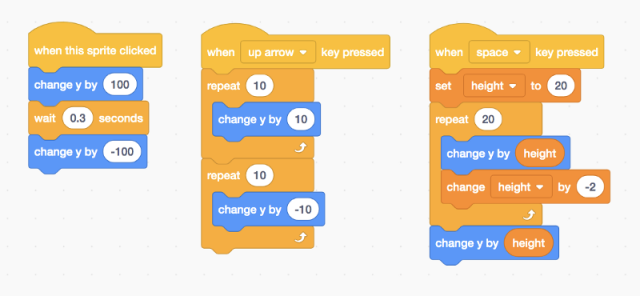 when this sprite clicked
change y by 100
wait 0.3 seconds
change y by -100
when up arrow key pressed
repeat 10
change y by 10
repeat 10
change y by -10
when space key pressed
set height to 20
repeat 20
change y by height
change height by -2
change y by height